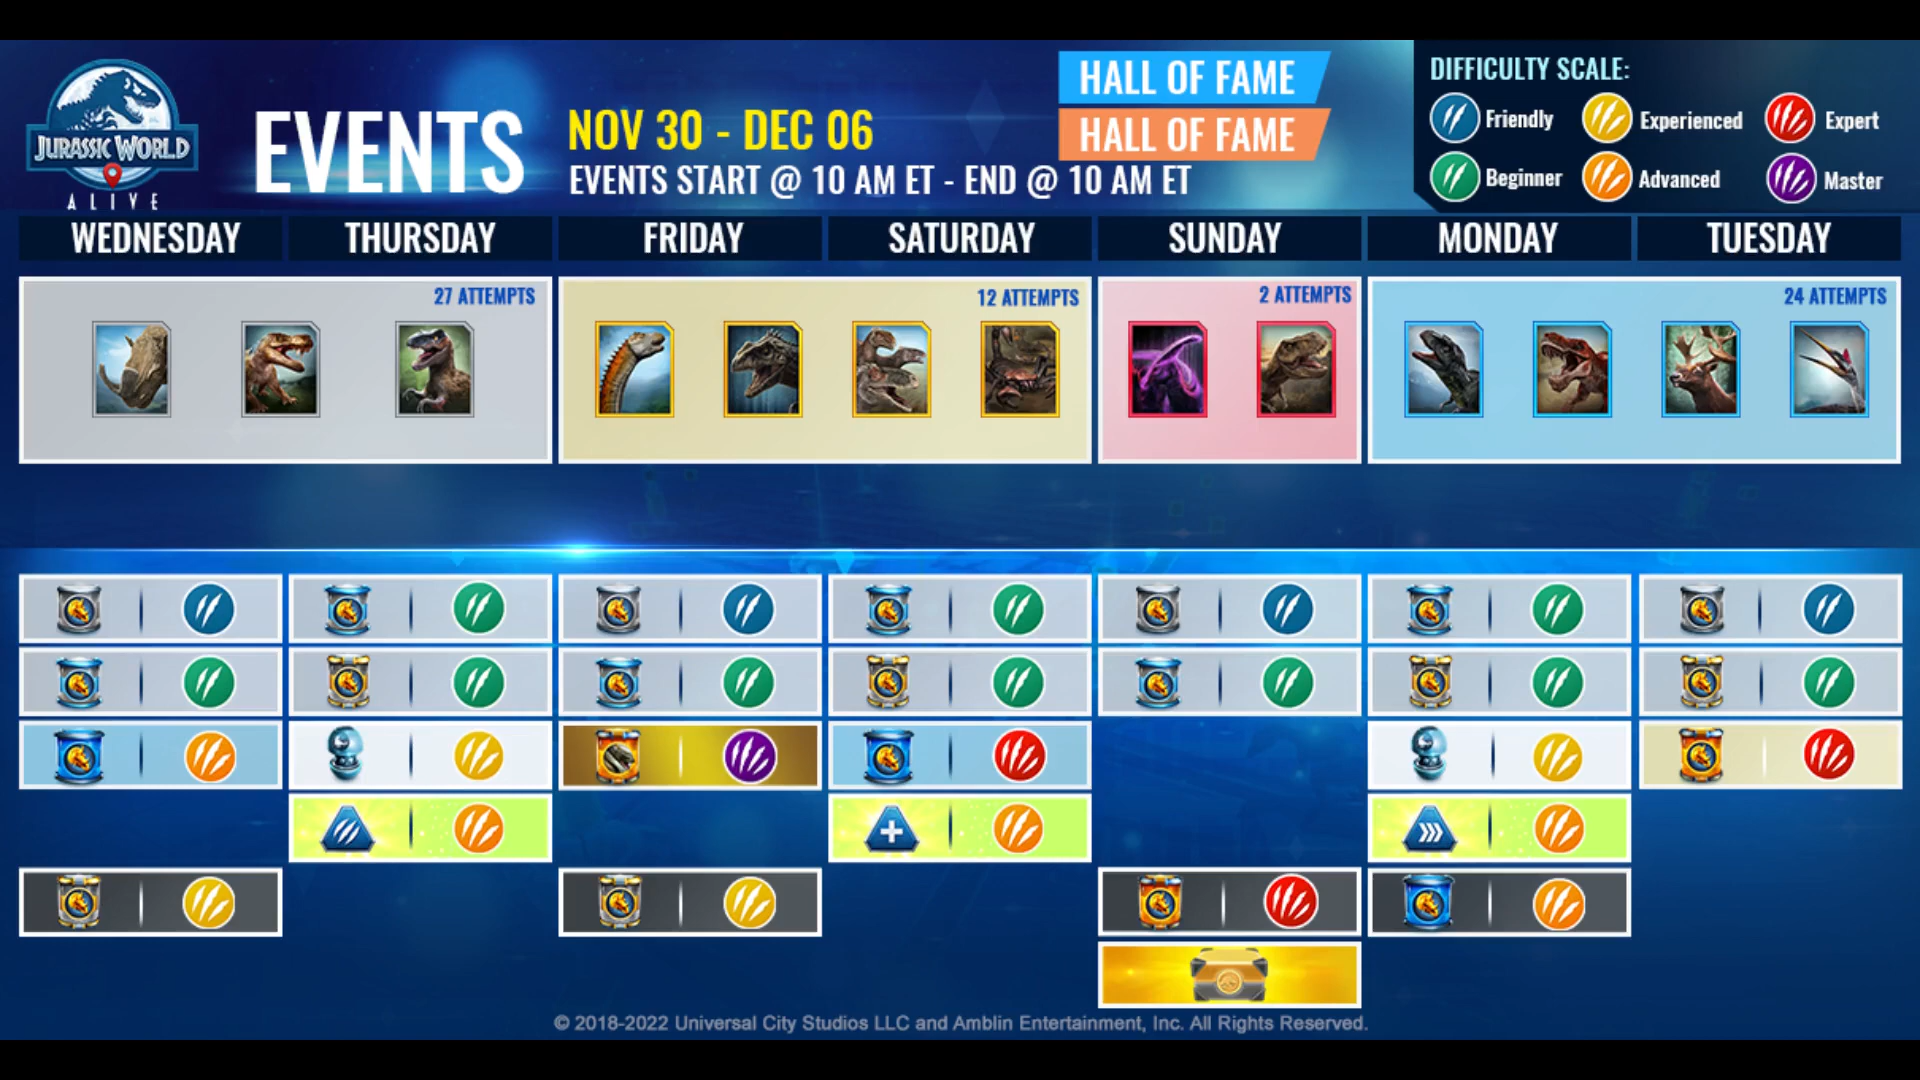 JURASSIC WORLD
ALIVE
EVENTS
NOV 30 - DEC 06
EVENTS START @ 10 AM ET - END @ 10 AM ET
HALL OF FAME
HALL OF FAME
DIFFICULTY SCALE:
Friendly
Experienced
Expert
Beginner
Advanced
Master
WEDNESDAY
THURSDAY
FRIDAY
SATURDAY
SUNDAY
MONDAY
TUESDAY
27 ATTEMPTS
12 ATTEMPTS
2 ATTEMPTS
24 ATTEMPTS
© 2018-2022 Universal City Studios LLC and Amblin Entertainment, Inc. All Rights Reserved.